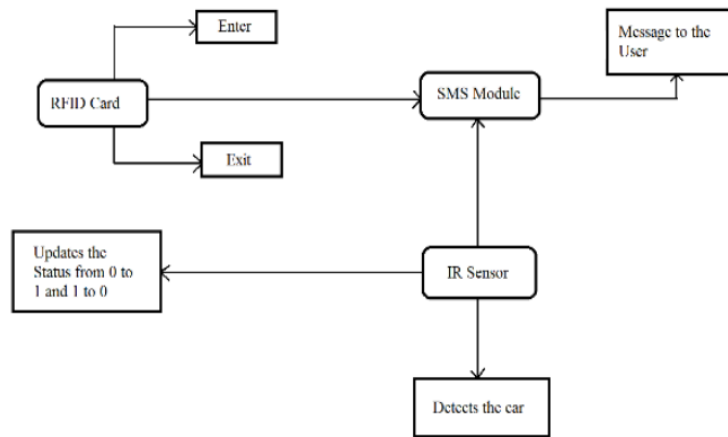 Enter
Message to the
User
RFID Card
SMS Module
Exit
Updates the
Status from 0 to
1 and 1 to 0
IR Sensor
Detects the car